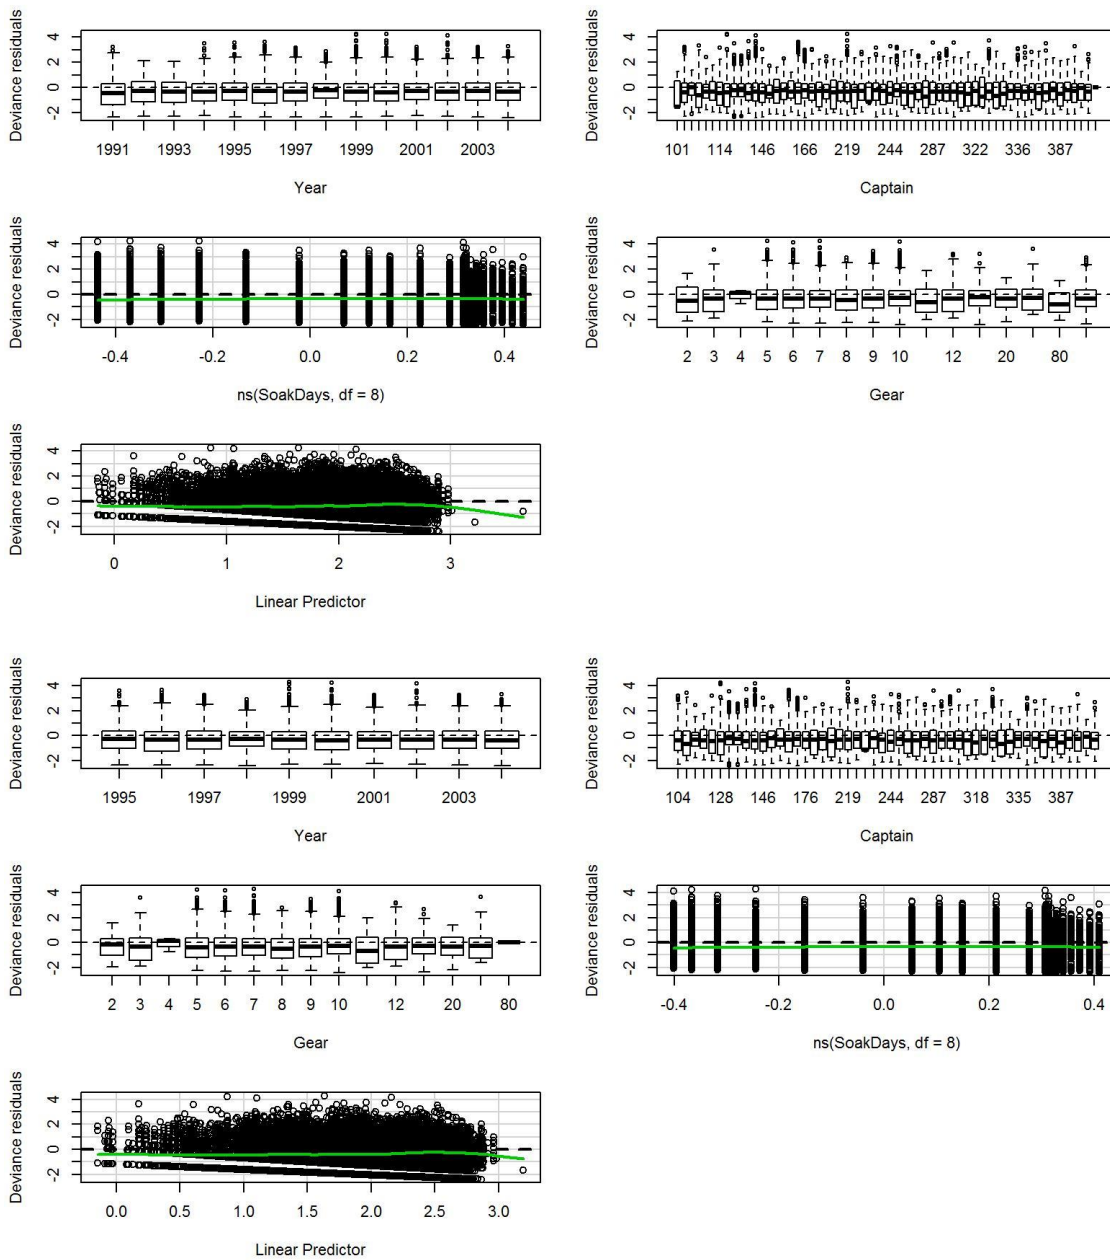 Deviance residuals
-2 0 2 4
1991 1993 1995 1997 1999 2001 2003
Year
Deviance residuals
-2 0 2 4
101 114 146 166 219 244 287 322 336 387
Captain
Deviance residuals
-2 0 2 4
-0.4 -0.2 0.0 0.2 0.4
ns(SoakDays, df = 8)
Deviance residuals
-2 0 2 4
2 3 4 5 6 7 8 9 10 12 20 80
Gear
Deviance residuals
-2 0 2 4
0 1 2 3
Linear Predictor
Deviance residuals
-2 0 2 4
1995 1997 1999 2001 2003
Year
Deviance residuals
-2 0 2 4
104 128 146 176 219 244 287 318 335 387
Captain
Deviance residuals
-2 0 2 4
2 3 4 5 6 7 8 9 10 12 20 80
Gear
Deviance residuals
-2 0 2 4
-0.4 -0.2 0.0 0.2 0.4
ns(SoakDays, df = 8)
Deviance residuals
-2 0 2 4
0.0 0.5 1.0 1.5 2.0 2.5 3.0
Linear Predictor